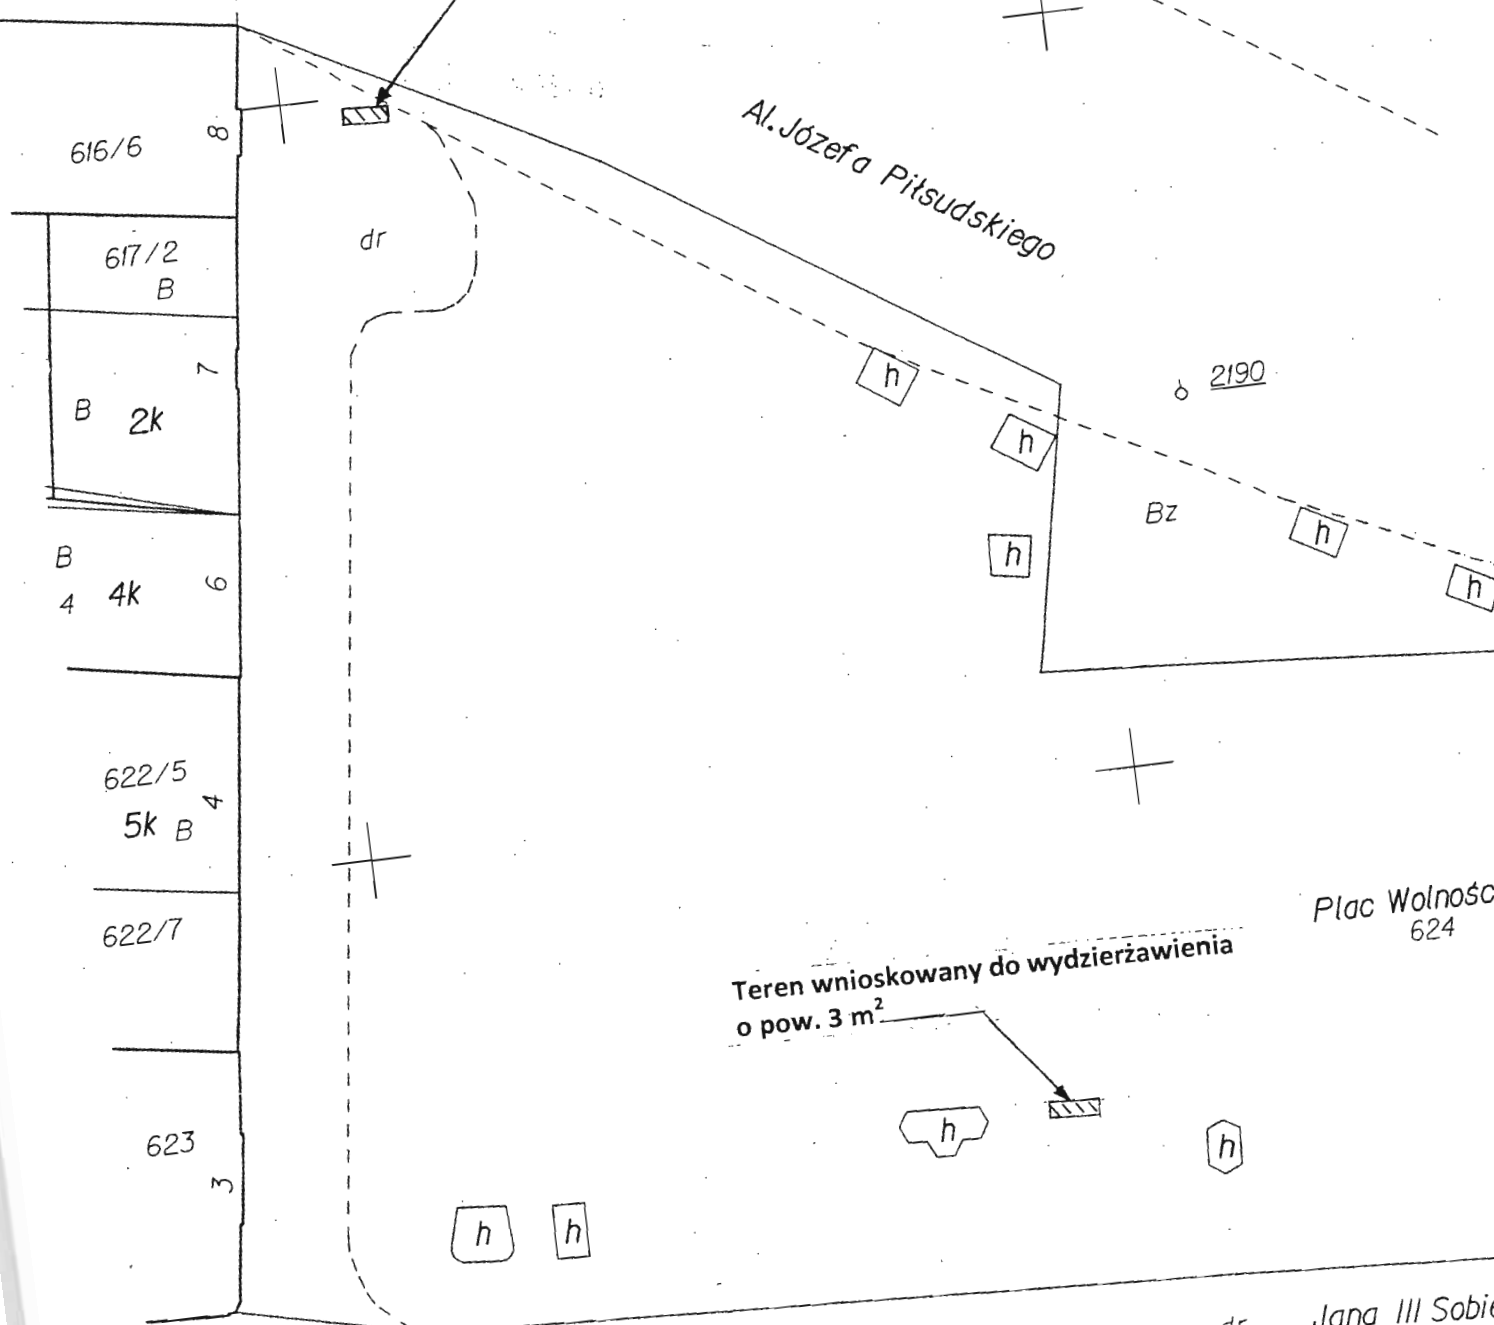 Al. Józefa Piłsudskiego
616/6
8
617/2
B
dr
7
B 2k
h
h
2190
Bz
h
h
h
B
4 4k
6
622/5
5k B
4
622/7
Plac Wolnośc
624
Teren wnioskowany do wydzierżawienia
o pow. 3 m²
h
h
623
3
h
h
dr
Jana III Sobie